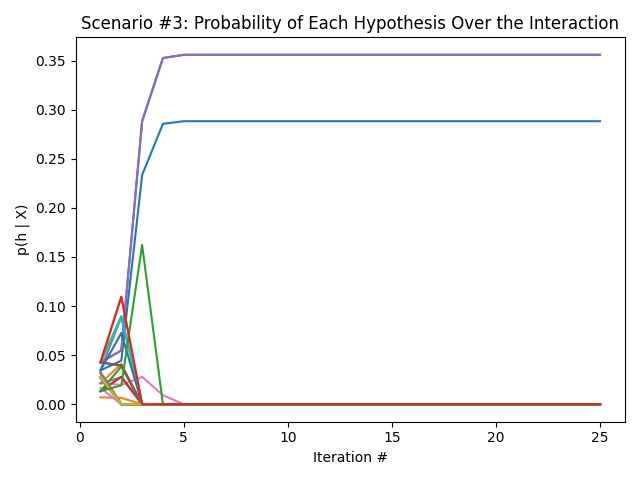 Scenario #3: Probability of Each Hypothesis Over the Interaction
0.35
0.30
0.25
0.20
0.15
0.10
0.05
0.00
p(h | X)
0 5 10 15 20 25
Iteration #